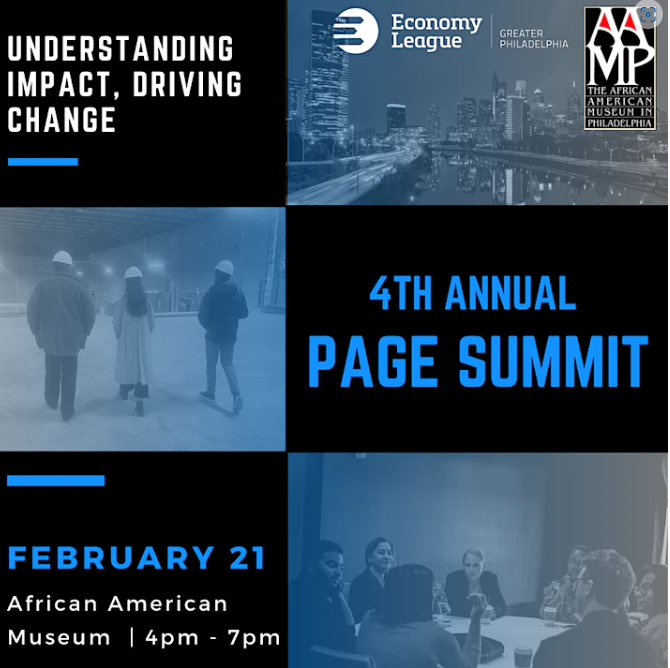 UNDERSTANDING
IMPACT, DRIVING
CHANGE
Economy
League
GREATER
PHILADELPHIA
AAMP
THE AFRICAN
AMERICAN
MUSEUM IN
PHILADELPHIA
4TH ANNUAL
PAGE SUMMIT
FEBRUARY 21
African American
Museum | 4pm - 7pm